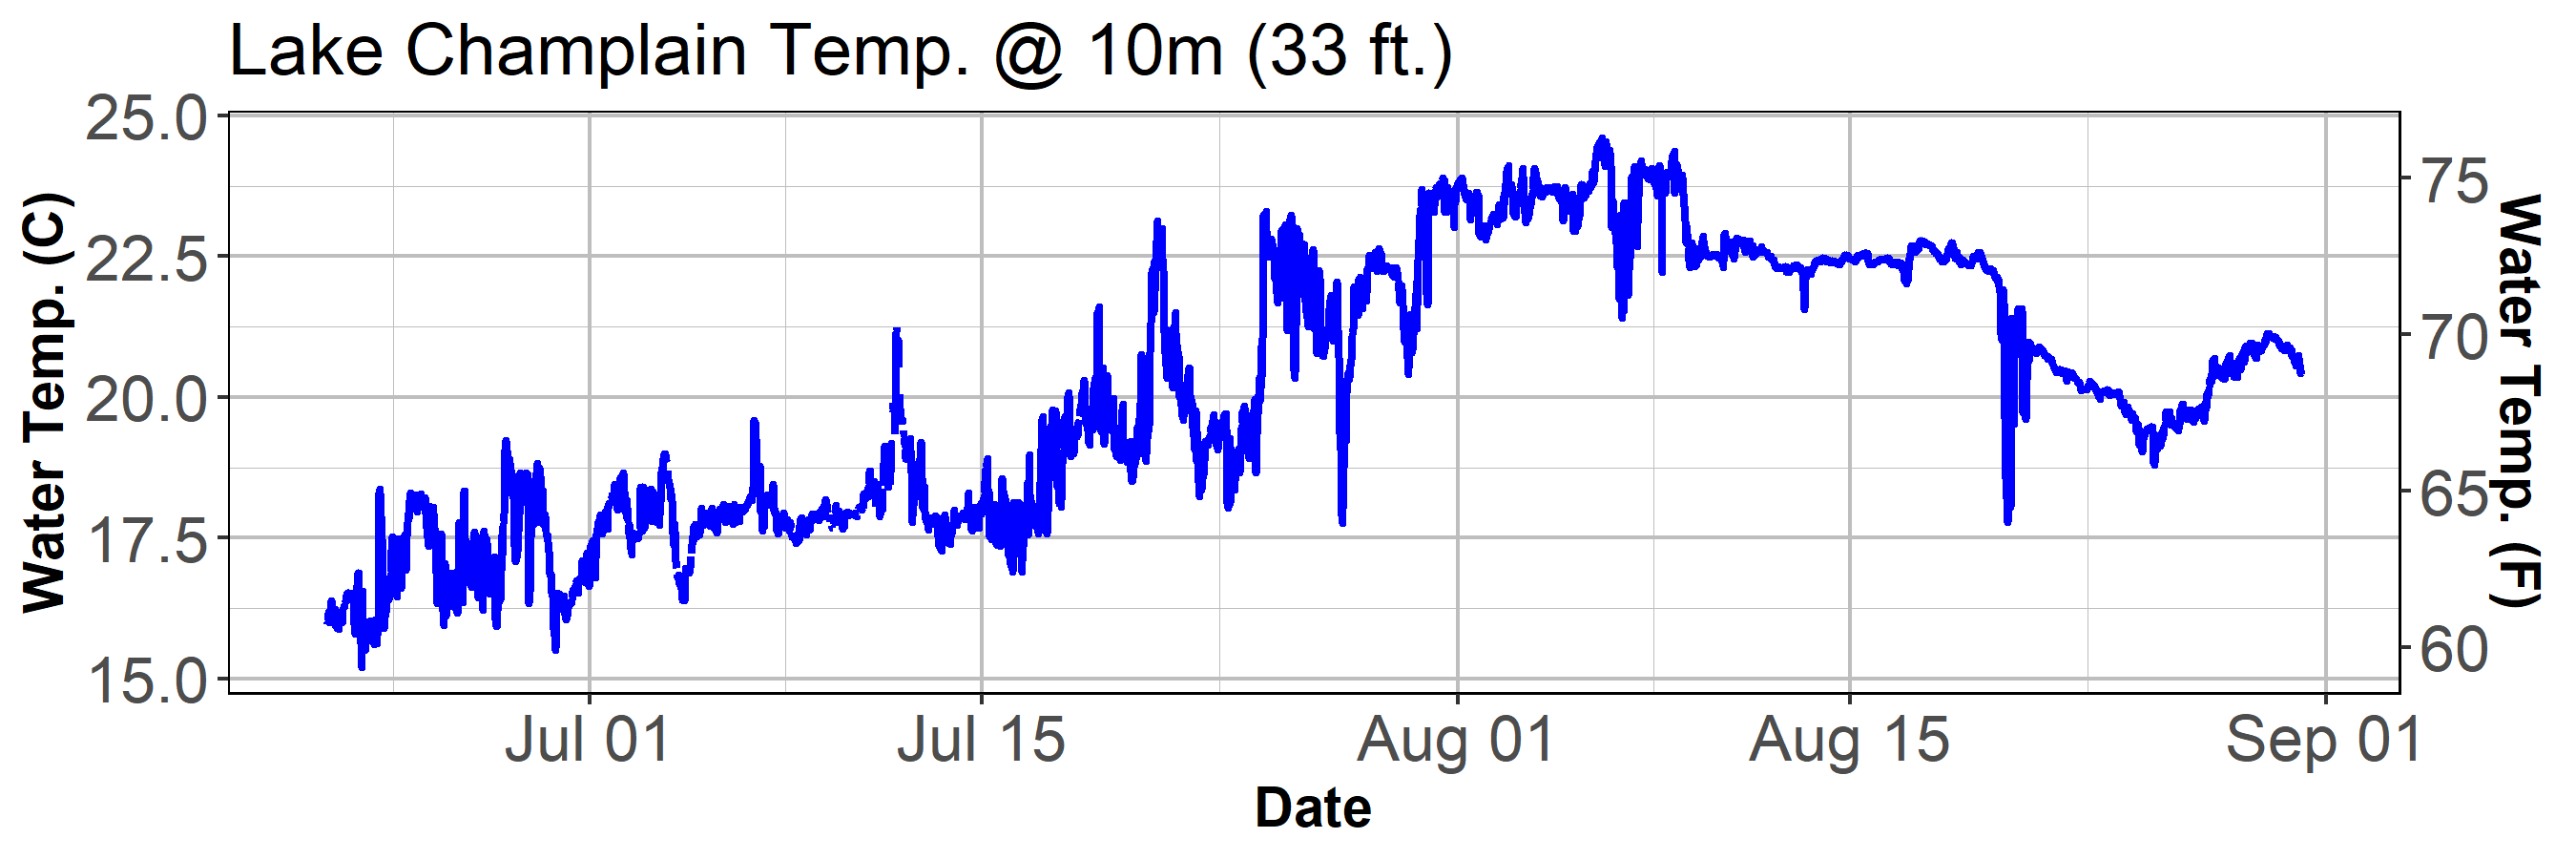 Lake Champlain Temp. @ 10m (33 ft.)
Water Temp. (C)
25.0
22.5
20.0
17.5
15.0
75
70
65
60
Water Temp. (F)
Jul 01
Jul 15
Aug 01
Aug 15
Sep 01
Date